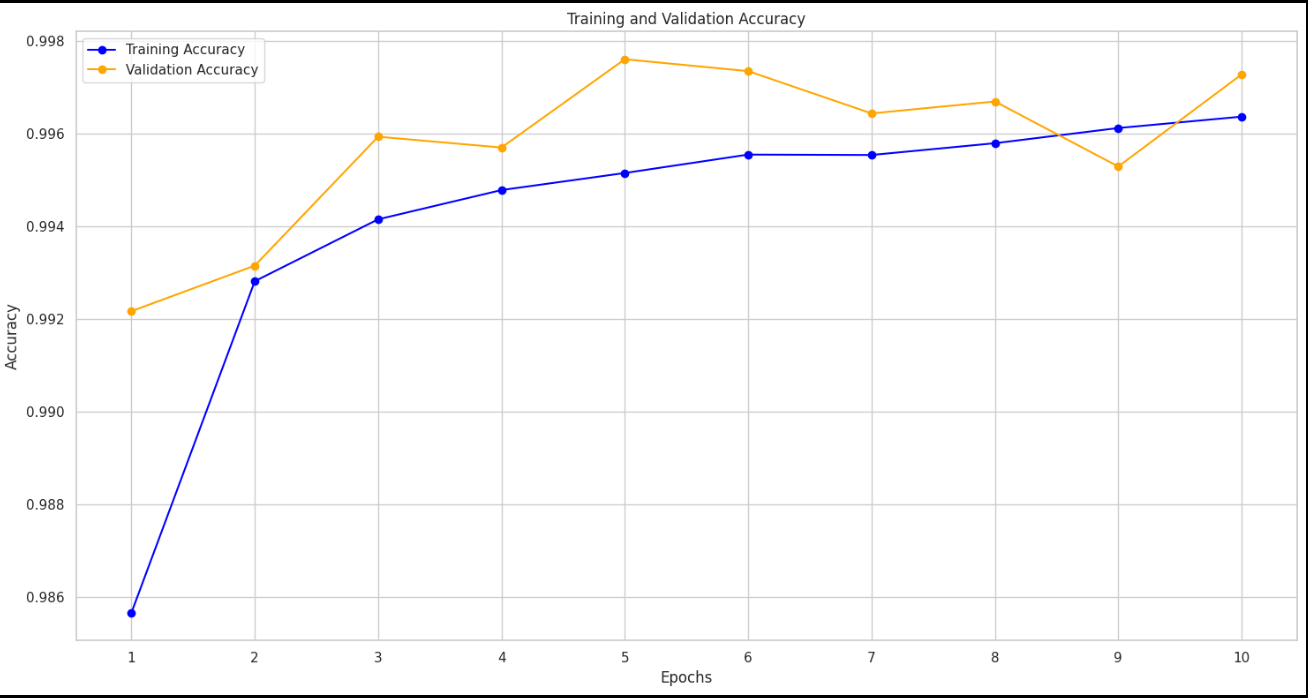 Training and Validation Accuracy
Training Accuracy
Validation Accuracy
0.998
0.996
0.994
0.992
0.990
0.988
0.986
Accuracy
1 2 3 4 5 6 7 8 9 10
Epochs